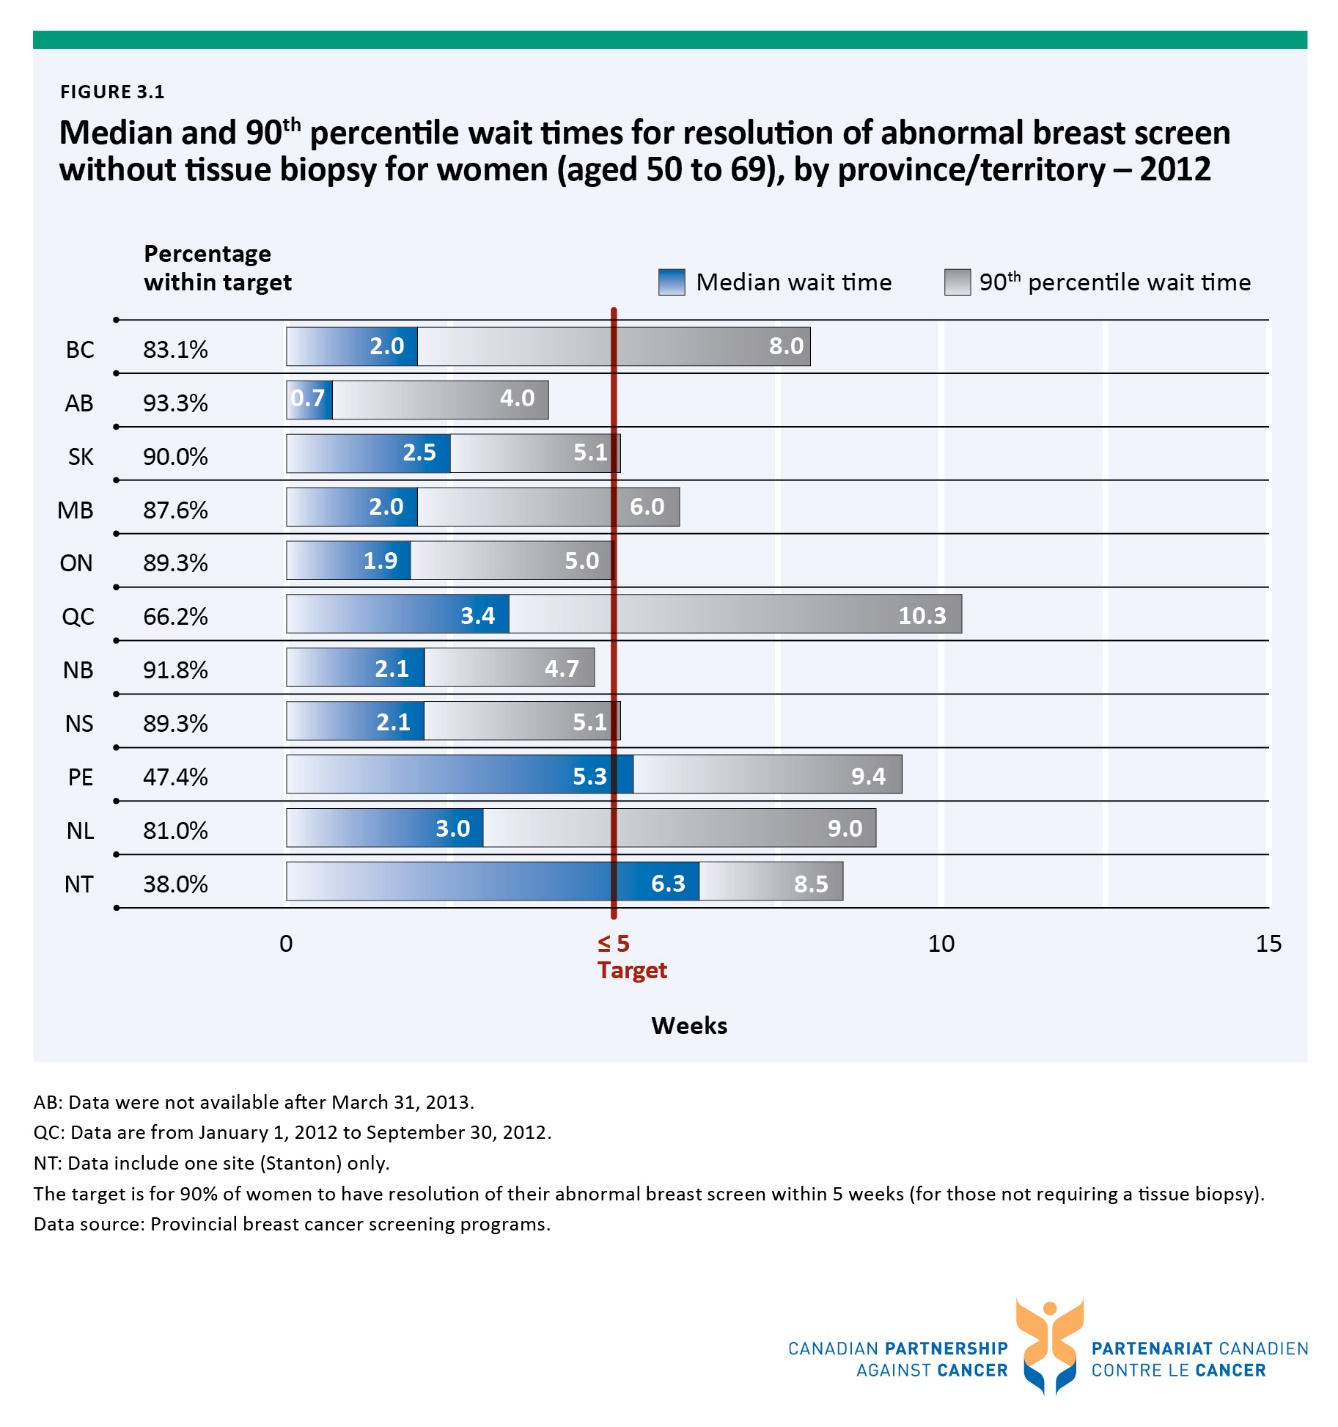 FIGURE 3.1
Median and 90th percentile wait times for resolution of abnormal breast screen
without tissue biopsy for women (aged 50 to 69), by province/territory – 2012
Percentage
within target
Median wait time
90th percentile wait time
BC 83.1% 2.0 8.0
AB 93.3% 0.7 4.0
SK 90.0% 2.5 5.1
MB 87.6% 2.0 6.0
ON 89.3% 1.9 5.0
QC 66.2% 3.4 10.3
NB 91.8% 2.1 4.7
NS 89.3% 2.1 5.1
PE 47.4% 5.3 9.4
NL 81.0% 3.0 9.0
NT 38.0% 6.3 8.5
0 ≤ 5 10 15
Target
Weeks
AB: Data were not available after March 31, 2013.
QC: Data are from January 1, 2012 to September 30, 2012.
NT: Data include one site (Stanton) only.
The target is for 90% of women to have resolution of their abnormal breast screen within 5 weeks (for those not requiring a tissue biopsy).
Data source: Provincial breast cancer screening programs.
CANADIAN PARTNERSHIP
AGAINST CANCER
PARTENARIAT CANADIEN
CONTRE LE CANCER